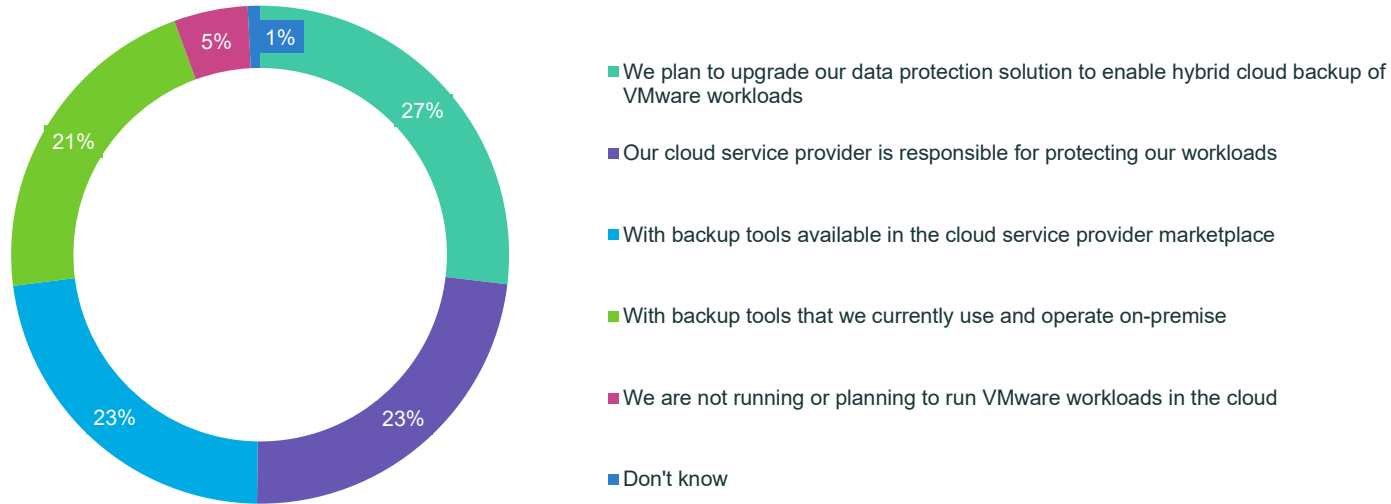 1%
5%
27%
21%
23%
23%
We plan to upgrade our data protection solution to enable hybrid cloud backup of
VMware workloads
Our cloud service provider is responsible for protecting our workloads
With backup tools available in the cloud service provider marketplace
With backup tools that we currently use and operate on-premise
We are not running or planning to run VMware workloads in the cloud
Don't know